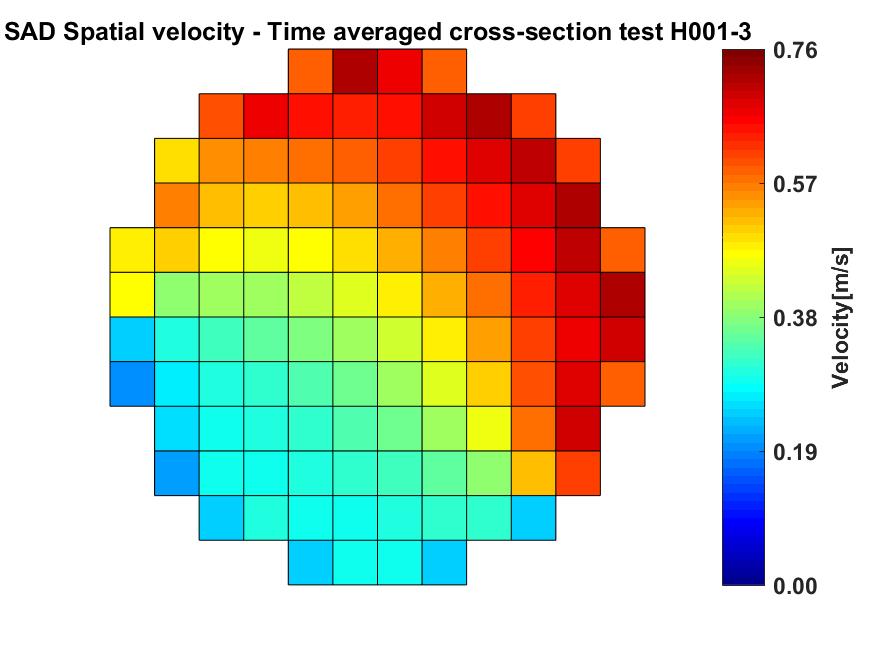 SAD Spatial velocity - Time averaged cross-section test H001-3
0.76
0.57
0.38
0.19
0.00
Velocity[m/s]